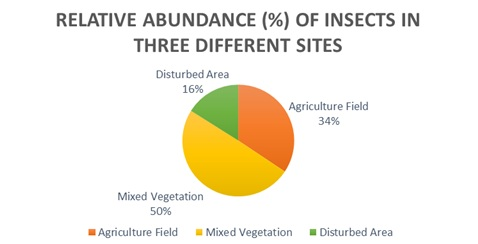 RELATIVE ABUNDANCE (%) OF INSECTS IN
THREE DIFFERENT SITES
Disturbed Area
16%
Agriculture Field
34%
Mixed Vegetation
50%
Agriculture Field Mixed Vegetation Disturbed Area